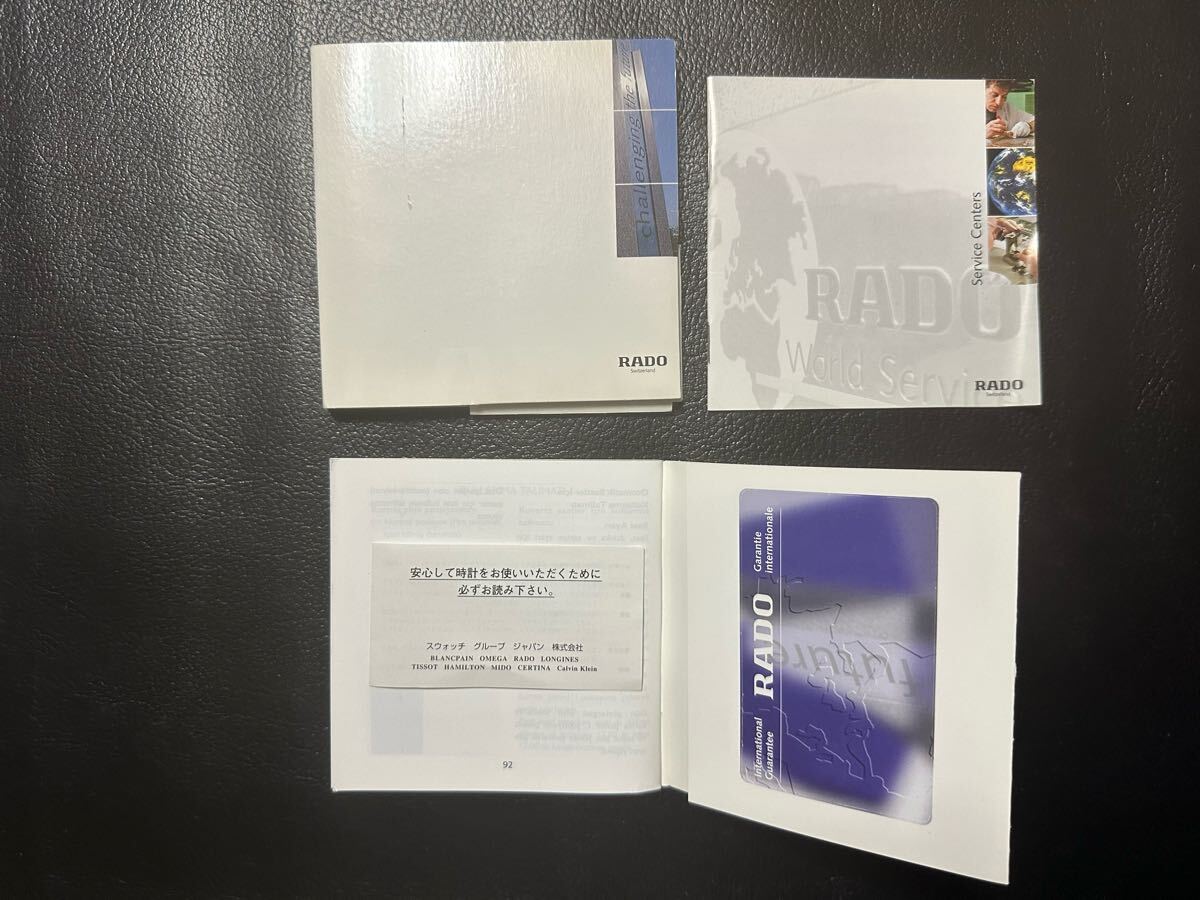 challenging the future
RADO
Switzerland
Service Centers
RADO
World Servi
RADO
Switzerland
安心して時計をお使いいただくために
必ずお読み下さい。
スウォッチ グループ ジャパン 株式会社
BLANCPAIN OMEGA RADO LONGINES
TISSOT HAMILTON MIDO CERTINA Calvin Klein
92
International
Guarantee
RADO
Garantie
internationale
future